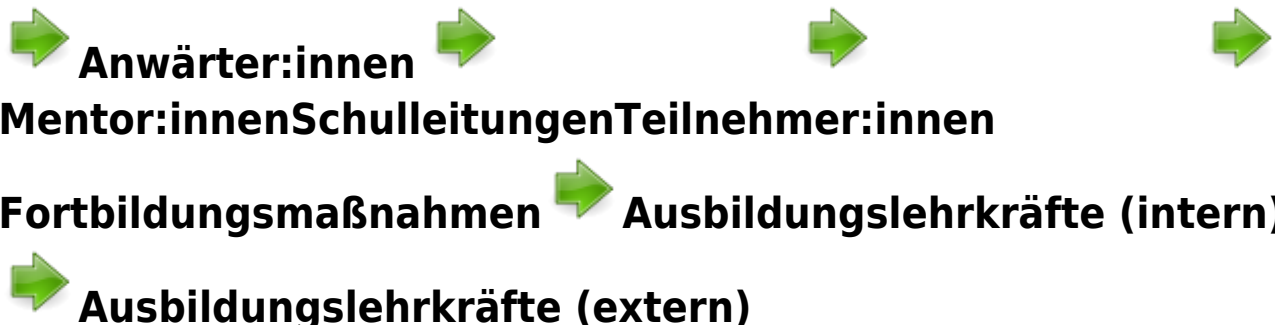 Anwärter:innen
Mentor:innenSchulleitungenTeilnehmer:innen
Fortbildungsmaßnahmen Ausbildungslehrkräfte (intern)
Ausbildungslehrkräfte (extern)